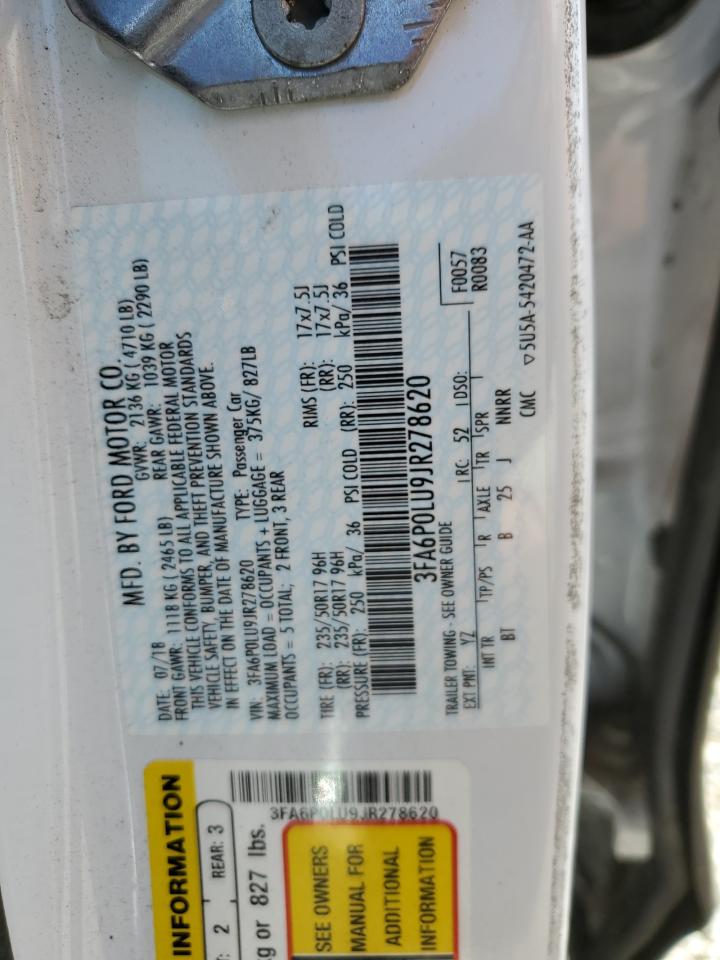 MFD. BY FORD MOTOR CO.
DATE: 07/18 GVWR: 2136 KG ( 4710 LB)
FRONT GAWR: 1118 KG ( 2465 LB) REAR GAWR: 1039 KG ( 2290 LB)
THIS VEHICLE CONFORMS TO ALL APPLICABLE FEDERAL MOTOR
VEHICLE SAFETY, BUMPER, AND THEFT PREVENTION STANDARDS
IN EFFECT ON THE DATE OF MANUFACTURE SHOWN ABOVE.
VIN: 3FA6P0LU9JR278620 TYPE: Passenger Car
MAXIMUM LOAD = OCCUPANTS + LUGGAGE = 375KG/ 827LB
OCCUPANTS = 5 TOTAL; 2 FRONT, 3 REAR
TIRE (FR): 235/50R17 96H RIMS (FR): 17x7.5J
(RR): 235/50R17 96H (RR): 17x7.5J
PRESSURE (FR): 250 kPa/ 36 PSI COLD (RR): 250 kPa/ 36 PSI COLD
3FA6P0LU9JR278620
TRAILER TOWING - SEE OWNER GUIDE F0057
EXT PNT: YZ RC: 52 DSO: R0083
INT TR TP/PS R AXLE TR SPR
BT B 25 J NNRR
CMC ▽5U5A-5420472-AA
INFORMATION
2 REAR: 3
kg or 827 lbs.
3FA6P0LU9JR278620
SEE OWNERS
MANUAL FOR
ADDITIONAL
INFORMATION